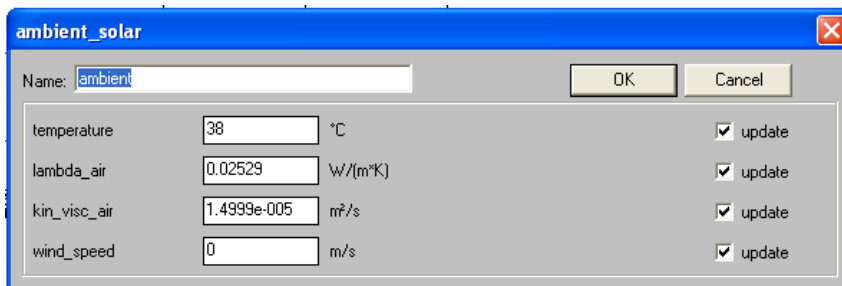 ambient_solar
Name: ambient OK Cancel
temperature 38 °C update
lambda_air 0.02529 W/(m*K) update
kin_visc_air 1.4999e-005 m²/s update
wind_speed 0 m/s update